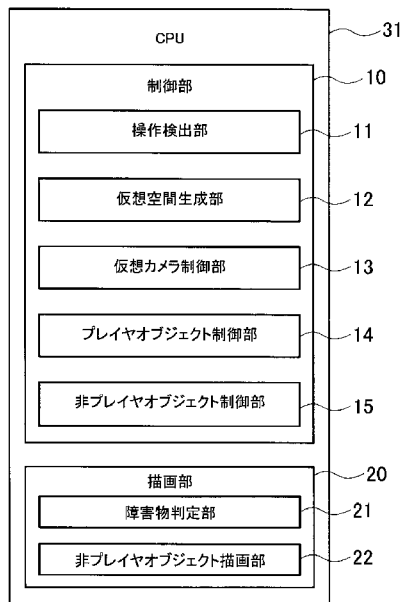 CPU
31
制御部
10
操作検出部
11
仮想空間生成部
12
仮想カメラ制御部
13
プレイヤオブジェクト制御部
14
非プレイヤオブジェクト制御部
15
描画部
20
障害物判定部
21
非プレイヤオブジェクト描画部
22